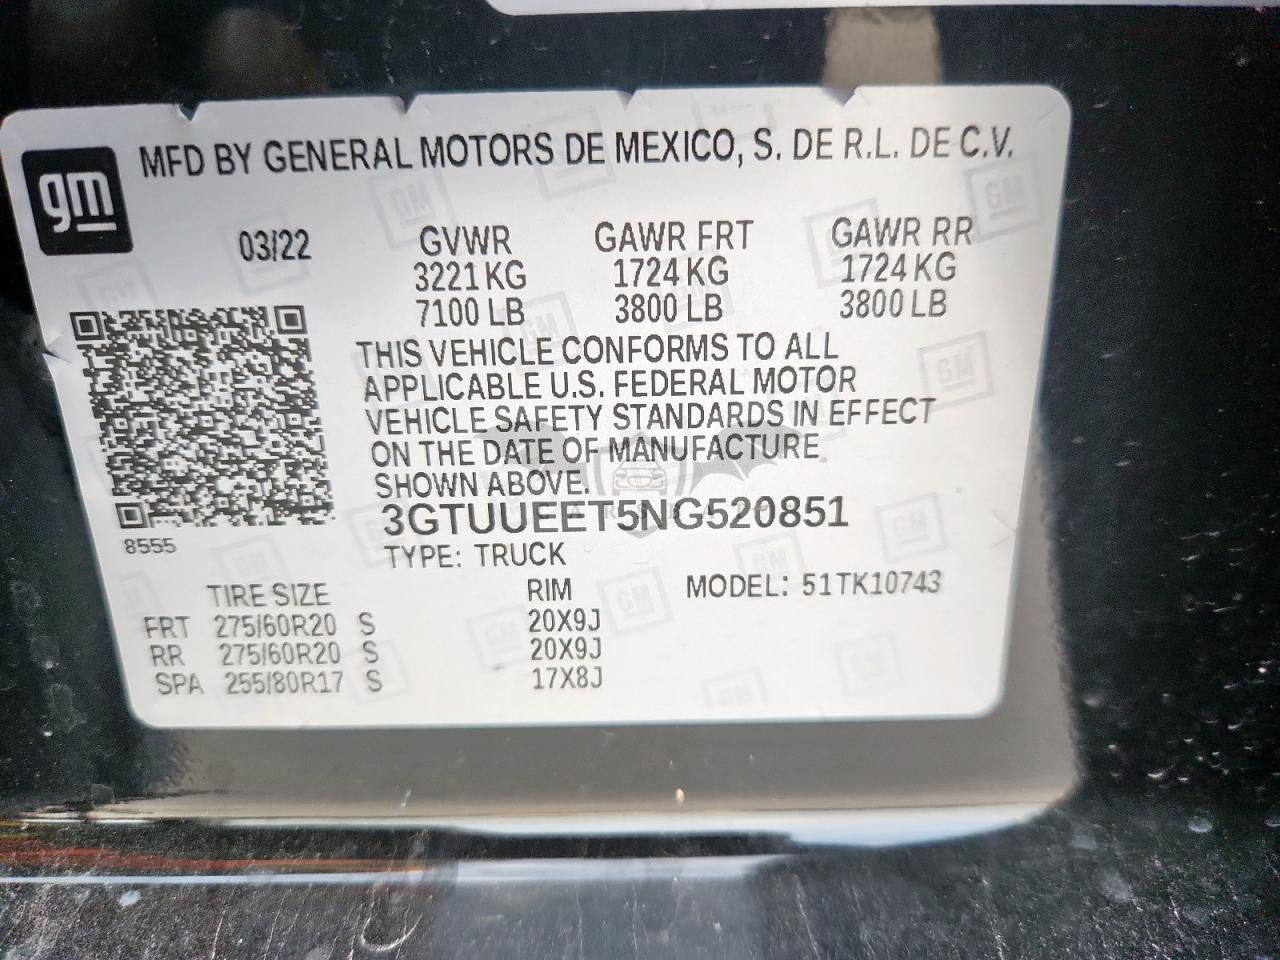 MFD BY GENERAL MOTORS DE MEXICO, S. DE R.L. DE C.V.
gm
03/22 GVWR GAWR FRT GAWR RR
3221 KG 1724 KG 1724 KG
7100 LB 3800 LB 3800 LB
THIS VEHICLE CONFORMS TO ALL
APPLICABLE U.S. FEDERAL MOTOR
VEHICLE SAFETY STANDARDS IN EFFECT
ON THE DATE OF MANUFACTURE
SHOWN ABOVE.
3GTUUEET5NG520851
8555
TYPE: TRUCK
TIRE SIZE RIM MODEL: 51TK10743
FRT 275/60R20 S 20X9J
RR 275/60R20 S 20X9J
SPA 255/80R17 S 17X8J